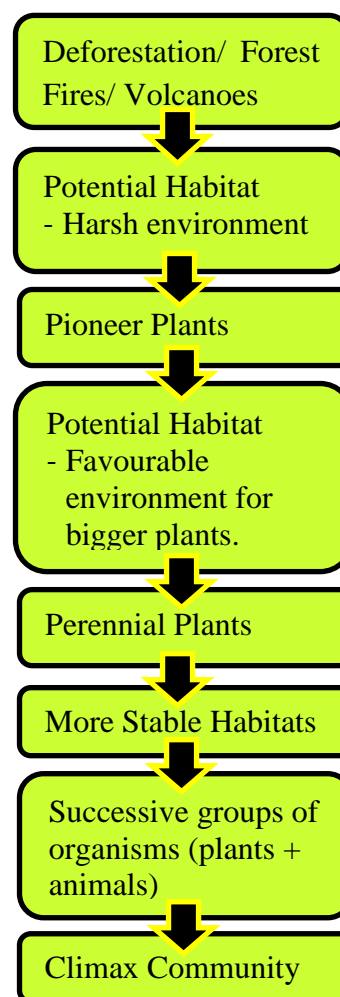 Deforestation/ Forest
Fires/ Volcanoes
Potential Habitat
- Harsh environment
Pioneer Plants
Potential Habitat
- Favourable
environment for
bigger plants.
Perennial Plants
More Stable Habitats
Successive groups of
organisms (plants +
animals)
Climax Community